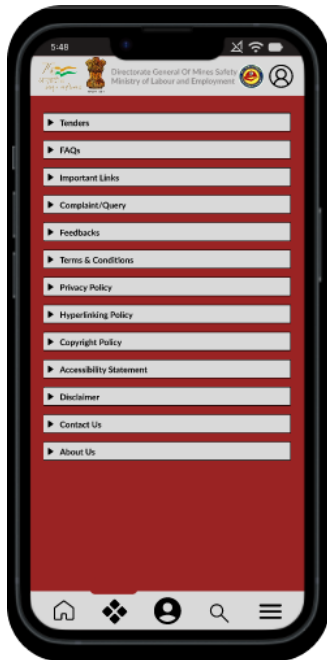 5:48
Directorate General Of Mines Safety
Ministry of Labour and Employment
Tenders
FAQs
Important Links
Complaint/Query
Feedbacks
Terms & Conditions
Privacy Policy
Hyperlinking Policy
Copyright Policy
Accessibility Statement
Disclaimer
Contact Us
About Us